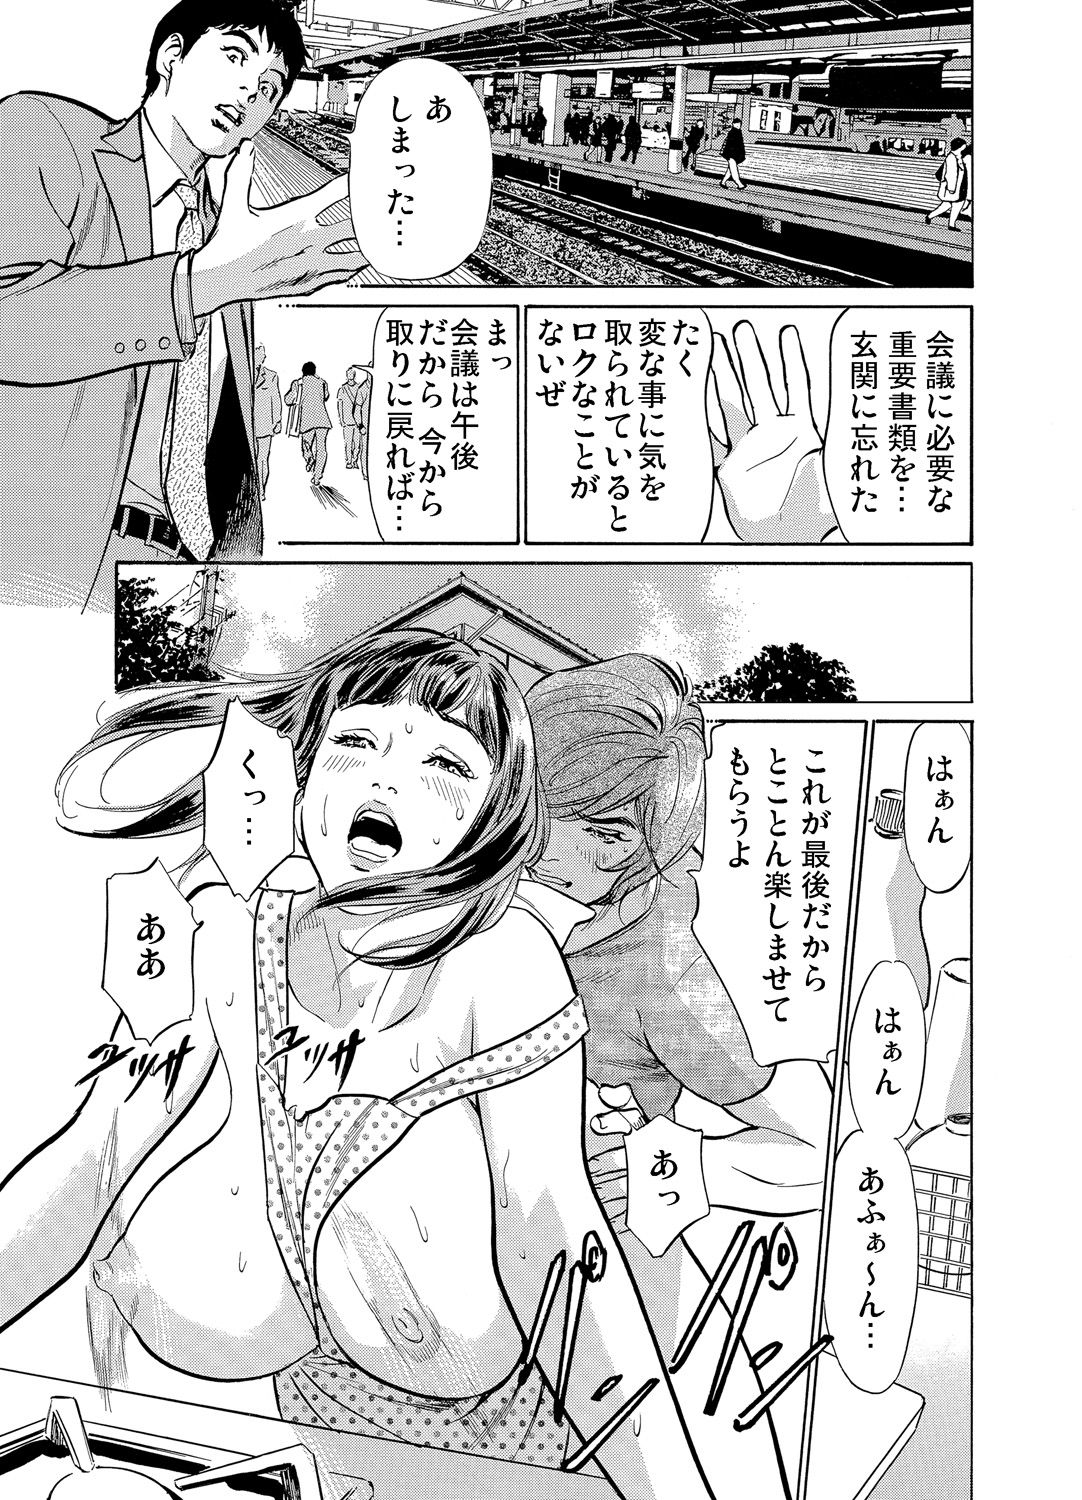 あ
しまった…
会議に必要な
重要書類を…
玄関に忘れた
たく
変な事に気を
取られていると
ロクなことが
ないぜ
まっ
会議は午後
だから 今から
取りに戻れば…
はぁん
これが最後だから
とことん楽しませて
もらうよ
くっ…
はぁん
ああ
あっ
あふぁ～ん…
ユッサ
ユッサ
パン
パン